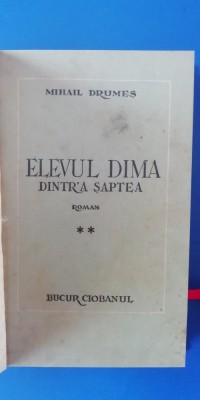 MIHAIL DRUMEȘ
ELEVUL DIMA
DINTR'A ȘAPTEA
ROMAN
**
BUCUR CIOBANUL